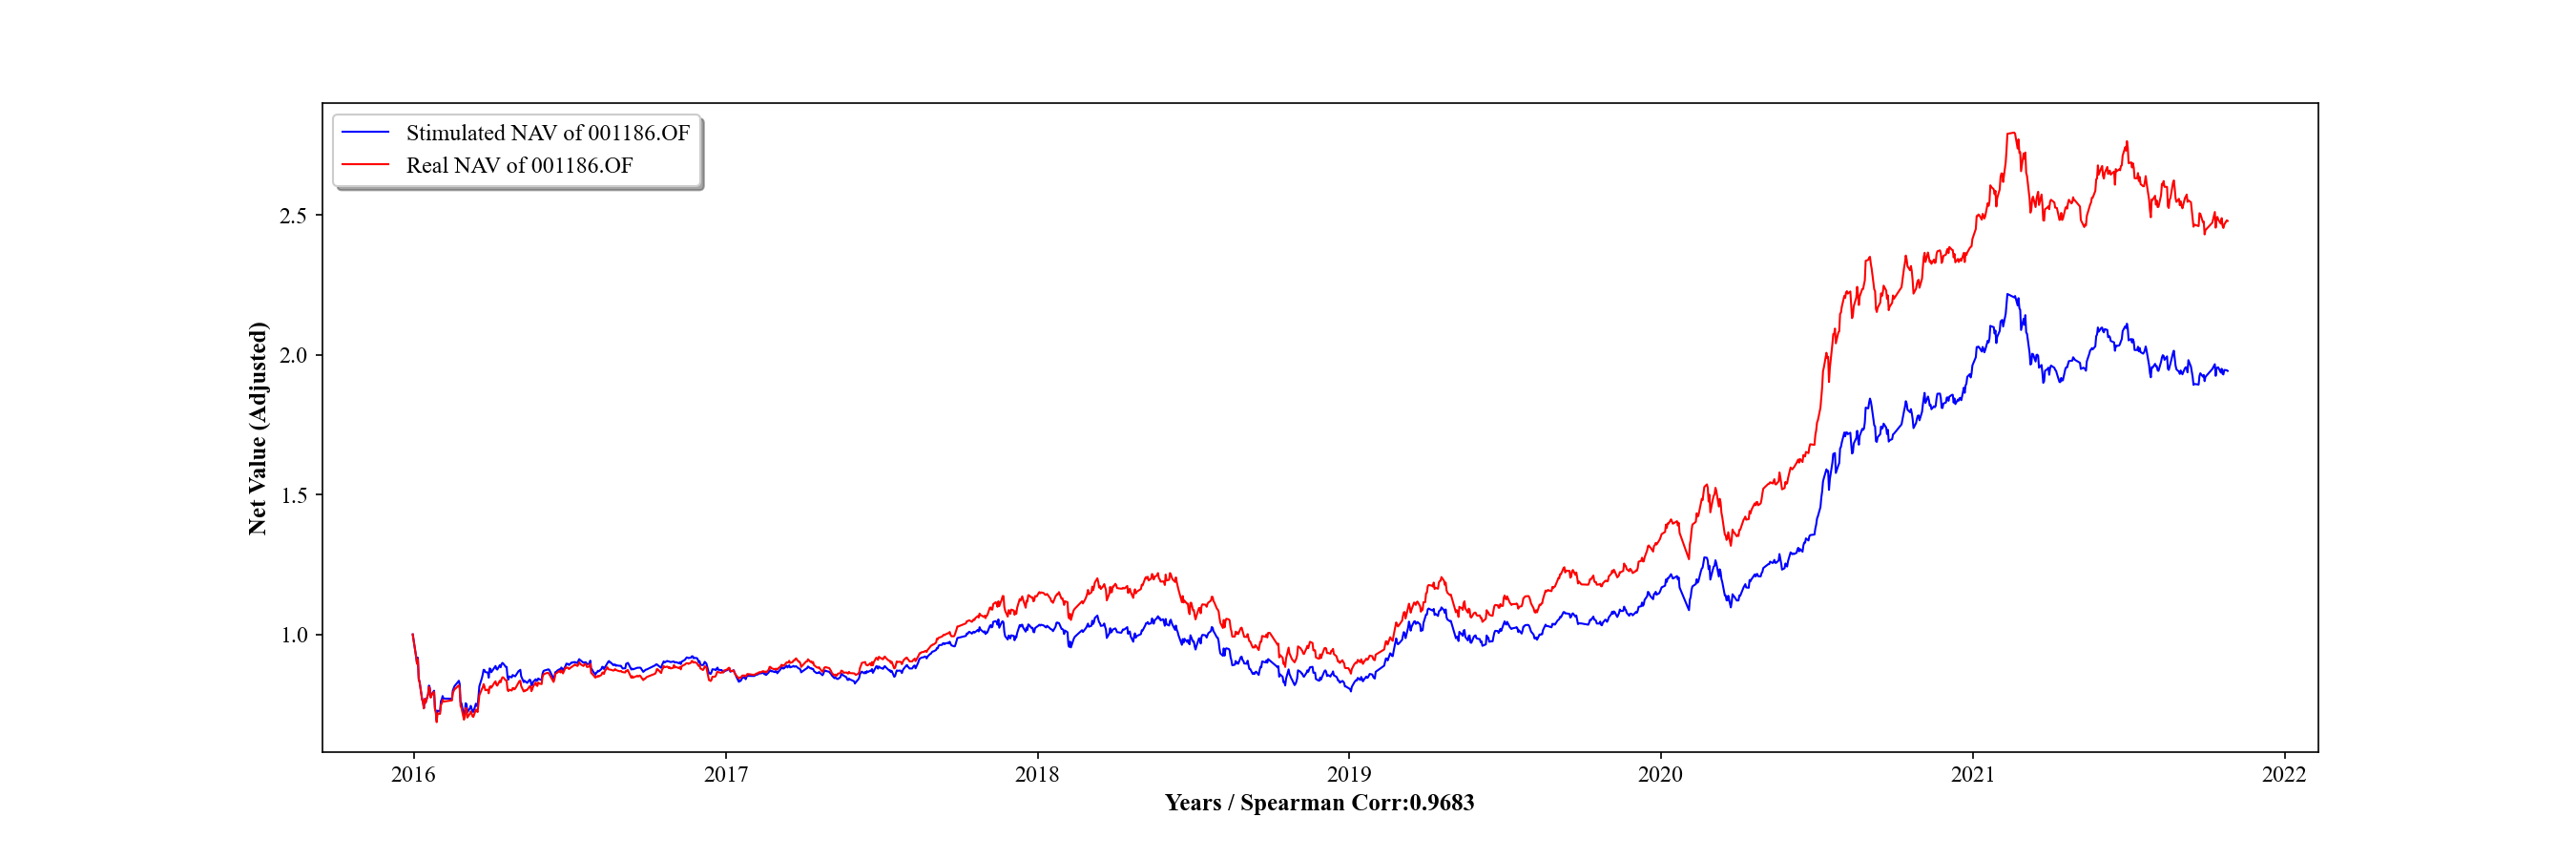 Stimulated NAV of 001186.OF
Real NAV of 001186.OF
Net Value (Adjusted)
2.5
2.0
1.5
1.0
2016 2017 2018 2019 2020 2021 2022
Years / Spearman Corr:0.9683